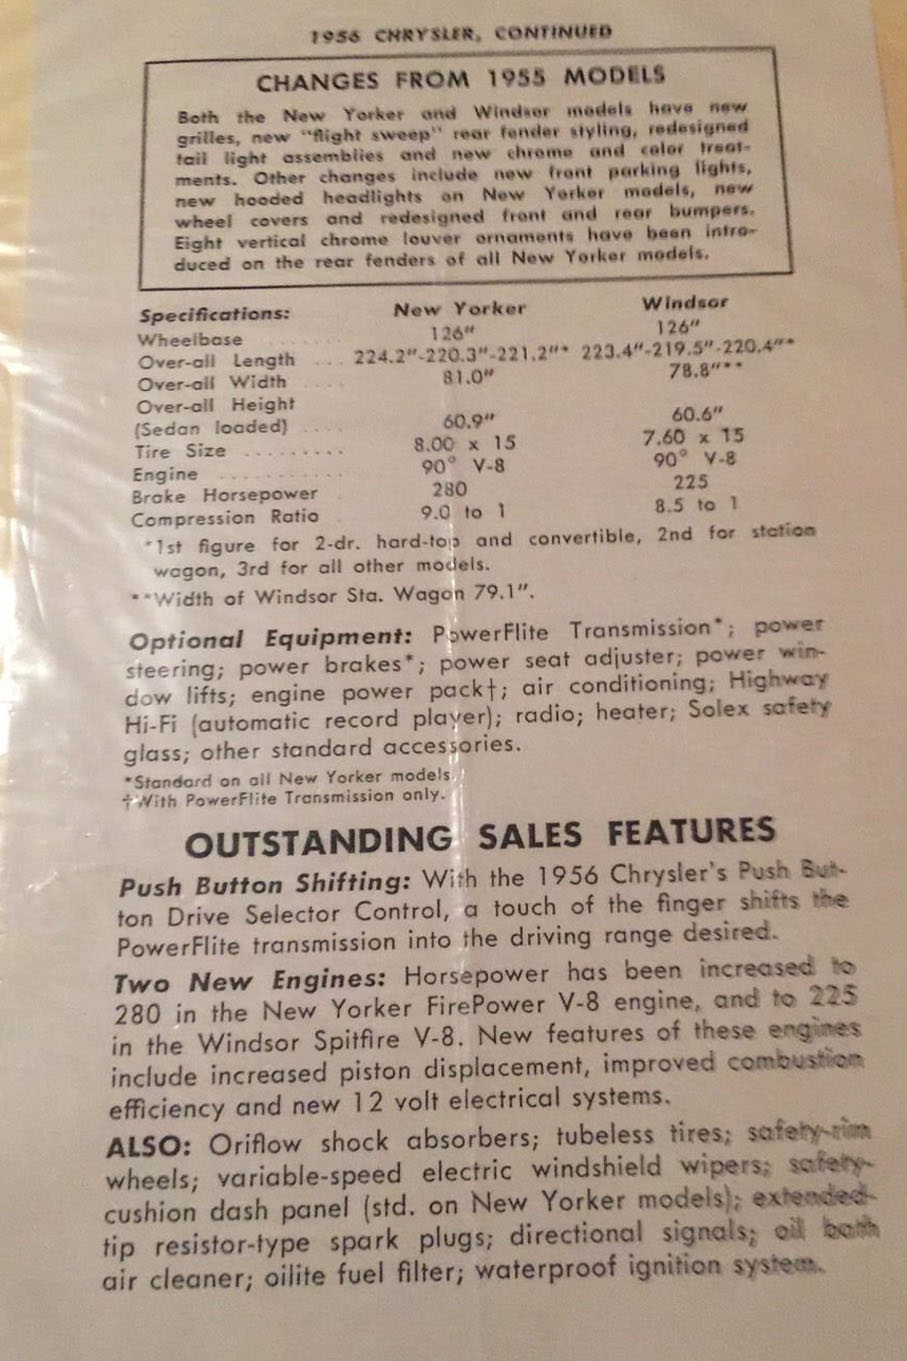 1956 CHRYSLER, CONTINUED
CHANGES FROM 1955 MODELS
Both the New Yorker and Windsor models have new
grilles, new "flight sweep" rear fender styling, redesigned
tail light assemblies and new chrome and color treat-
ments. Other changes include new front parking lights,
new hooded headlights on New Yorker models, new
wheel covers and redesigned front and rear bumpers.
Eight vertical chrome louver ornaments have been intro-
duced on the rear fenders of all New Yorker models.
Specifications: New Yorker Windsor
Wheelbase ........ 126" 126"
Over-all Length ... 224.2"-220.3"-221.2"* 223.4"-219.5"-220.4"*
Over-all Width .... 81.0" 78.8"**
Over-all Height
(Sedan loaded) .... 60.9" 60.6"
Tire Size ......... 8.00 x 15 7.60 x 15
Engine ........... 90° V-8 90° V-8
Brake Horsepower . 280 225
Compression Ratio . 9.0 to 1 8.5 to 1
*1st figure for 2-dr. hard-top and convertible, 2nd for station
wagon, 3rd for all other models.
**Width of Windsor Sta. Wagon 79.1".
Optional Equipment: PowerFlite Transmission*; power
steering; power brakes*; power seat adjuster; power win-
dow lifts; engine power pack†; air conditioning; Highway
Hi-Fi (automatic record player); radio; heater; Solex safety
glass; other standard accessories.
*Standard on all New Yorker models.
†With PowerFlite Transmission only.
OUTSTANDING SALES FEATURES
Push Button Shifting: With the 1956 Chrysler's Push But-
ton Drive Selector Control, a touch of the finger shifts the
PowerFlite transmission into the driving range desired.
Two New Engines: Horsepower has been increased to
280 in the New Yorker FirePower V-8 engine, and to 225
in the Windsor Spitfire V-8. New features of these engines
include increased piston displacement, improved combustion
efficiency and new 12 volt electrical systems.
ALSO: Oriflow shock absorbers; tubeless tires; safety-rim
wheels; variable-speed electric windshield wipers; safety-
cushion dash panel (std. on New Yorker models); extended-
tip resistor-type spark plugs; directional signals; oil bath
air cleaner; oilite fuel filter; waterproof ignition system.